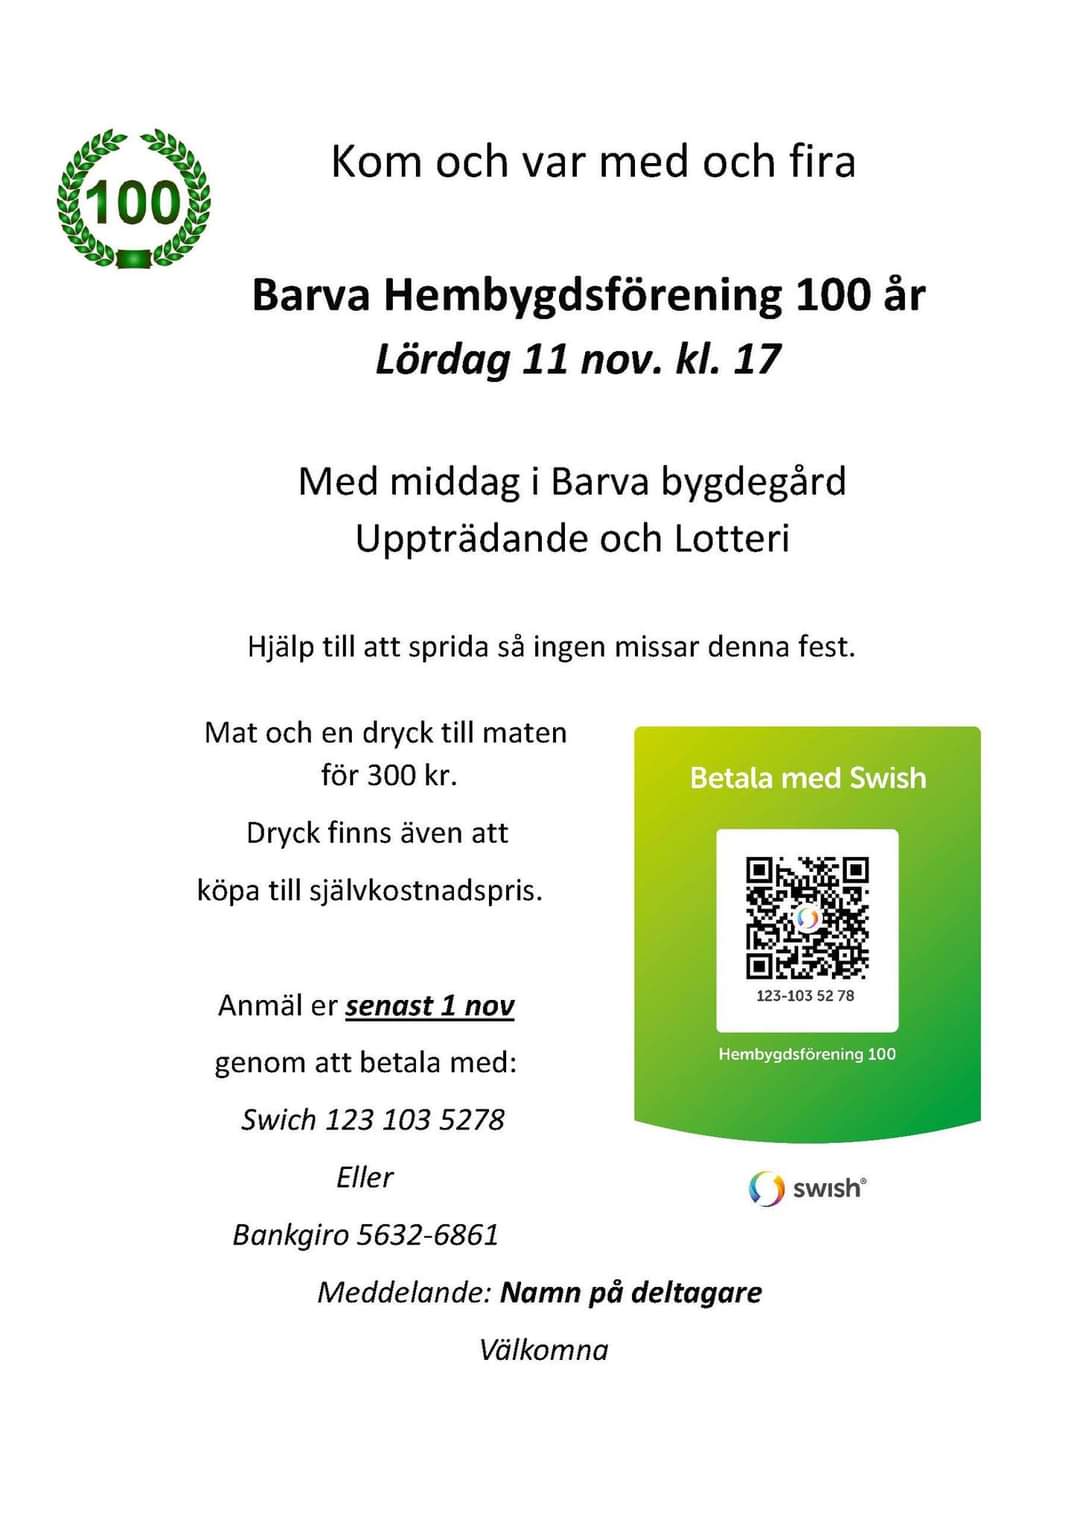 100
Kom och var med och fira
Barva Hembygdsförening 100 år
Lördag 11 nov. kl. 17
Med middag i Barva bygdegård
Uppträdande och Lotteri
Hjälp till att sprida så ingen missar denna fest.
Mat och en dryck till maten
för 300 kr.
Dryck finns även att
köpa till självkostnadspris.
Anmäl er senast 1 nov
genom att betala med:
Swich 123 103 5278
Eller
Bankgiro 5632-6861
Meddelande: Namn på deltagare
Välkomna
Betala med Swish
123-103 52 78
Hembygdsförening 100
swish®